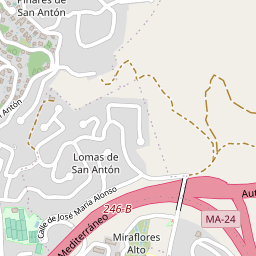 Pinares de
San Antón
Antón
Lomas de
San Antón
Calle de José María Alonso
246-B
Mediterráneo
Aut
MA-24
Miraflores
Alto